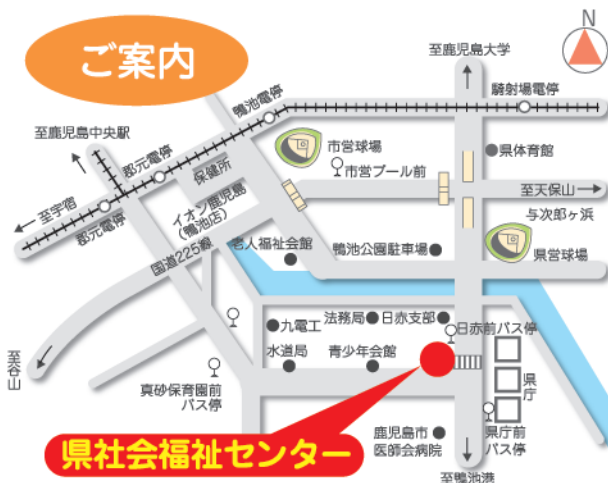 ご案内
N
至鹿児島大学
騎射場電停
鴨池電停
至鹿児島中央駅
郡元電停
保健所
市営球場
市営プール前
県体育館
至天保山
与次郎ヶ浜
至宇宿
郡元電停
イオン鹿児島
(鴨池店)
国道225線
老人福祉会館
鴨池公園駐車場
県営球場
九電工
法務局
日赤支部
日赤前バス停
至谷山
水道局
青少年会館
県庁
真砂保育園前
バス停
県社会福祉センター
鹿児島市
医師会病院
県庁前
バス停
至鴨池港